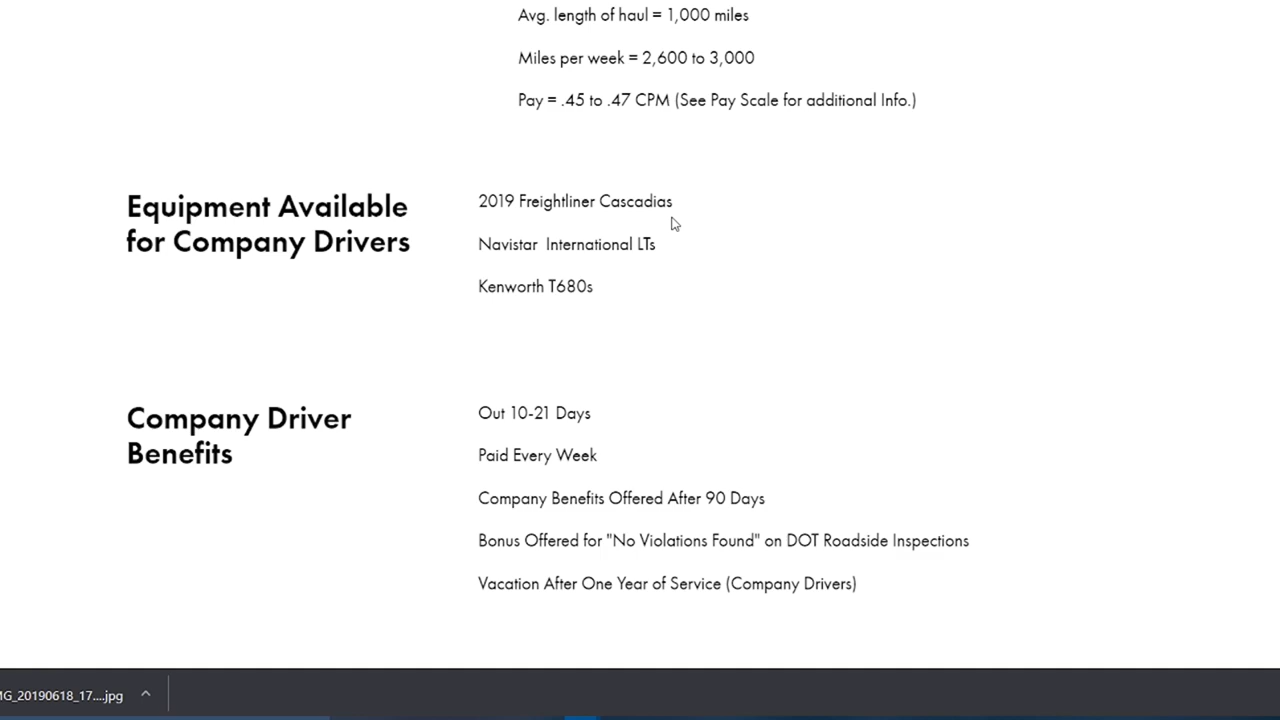 Avg. length of haul = 1,000 miles
Miles per week = 2,600 to 3,000
Pay = .45 to .47 CPM (See Pay Scale for additional Info.)
Equipment Available
for Company Drivers
2019 Freightliner Cascadias
Navistar  International LTs
Kenworth T680s
Company Driver
Benefits
Out 10-21 Days
Paid Every Week
Company Benefits Offered After 90 Days
Bonus Offered for "No Violations Found" on DOT Roadside Inspections
Vacation After One Year of Service (Company Drivers)
MG_20190618_17....jpg